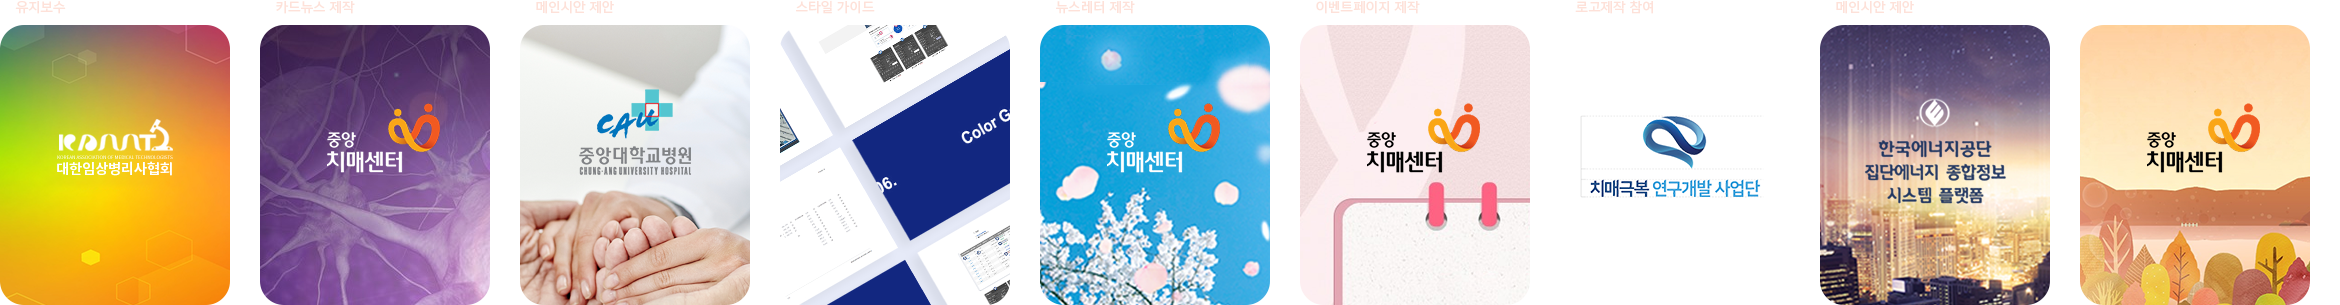 유지보수
카드뉴스 제작
메인시안 제안
스타일 가이드
뉴스레터 제작
이벤트페이지 제작
로고제작 참여
메인시안 제안
KAMT
KOREAN ASSOCIATION OF MEDICAL TECHNOLOGISTS
대한임상병리사협회
중앙
치매센터
CAU
중앙대학교병원
CHUNG-ANG UNIVERSITY HOSPITAL
Color G
06.
중앙
치매센터
중앙
치매센터
치매극복 연구개발 사업단
한국에너지공단
집단에너지 종합정보
시스템 플랫폼
중앙
치매센터